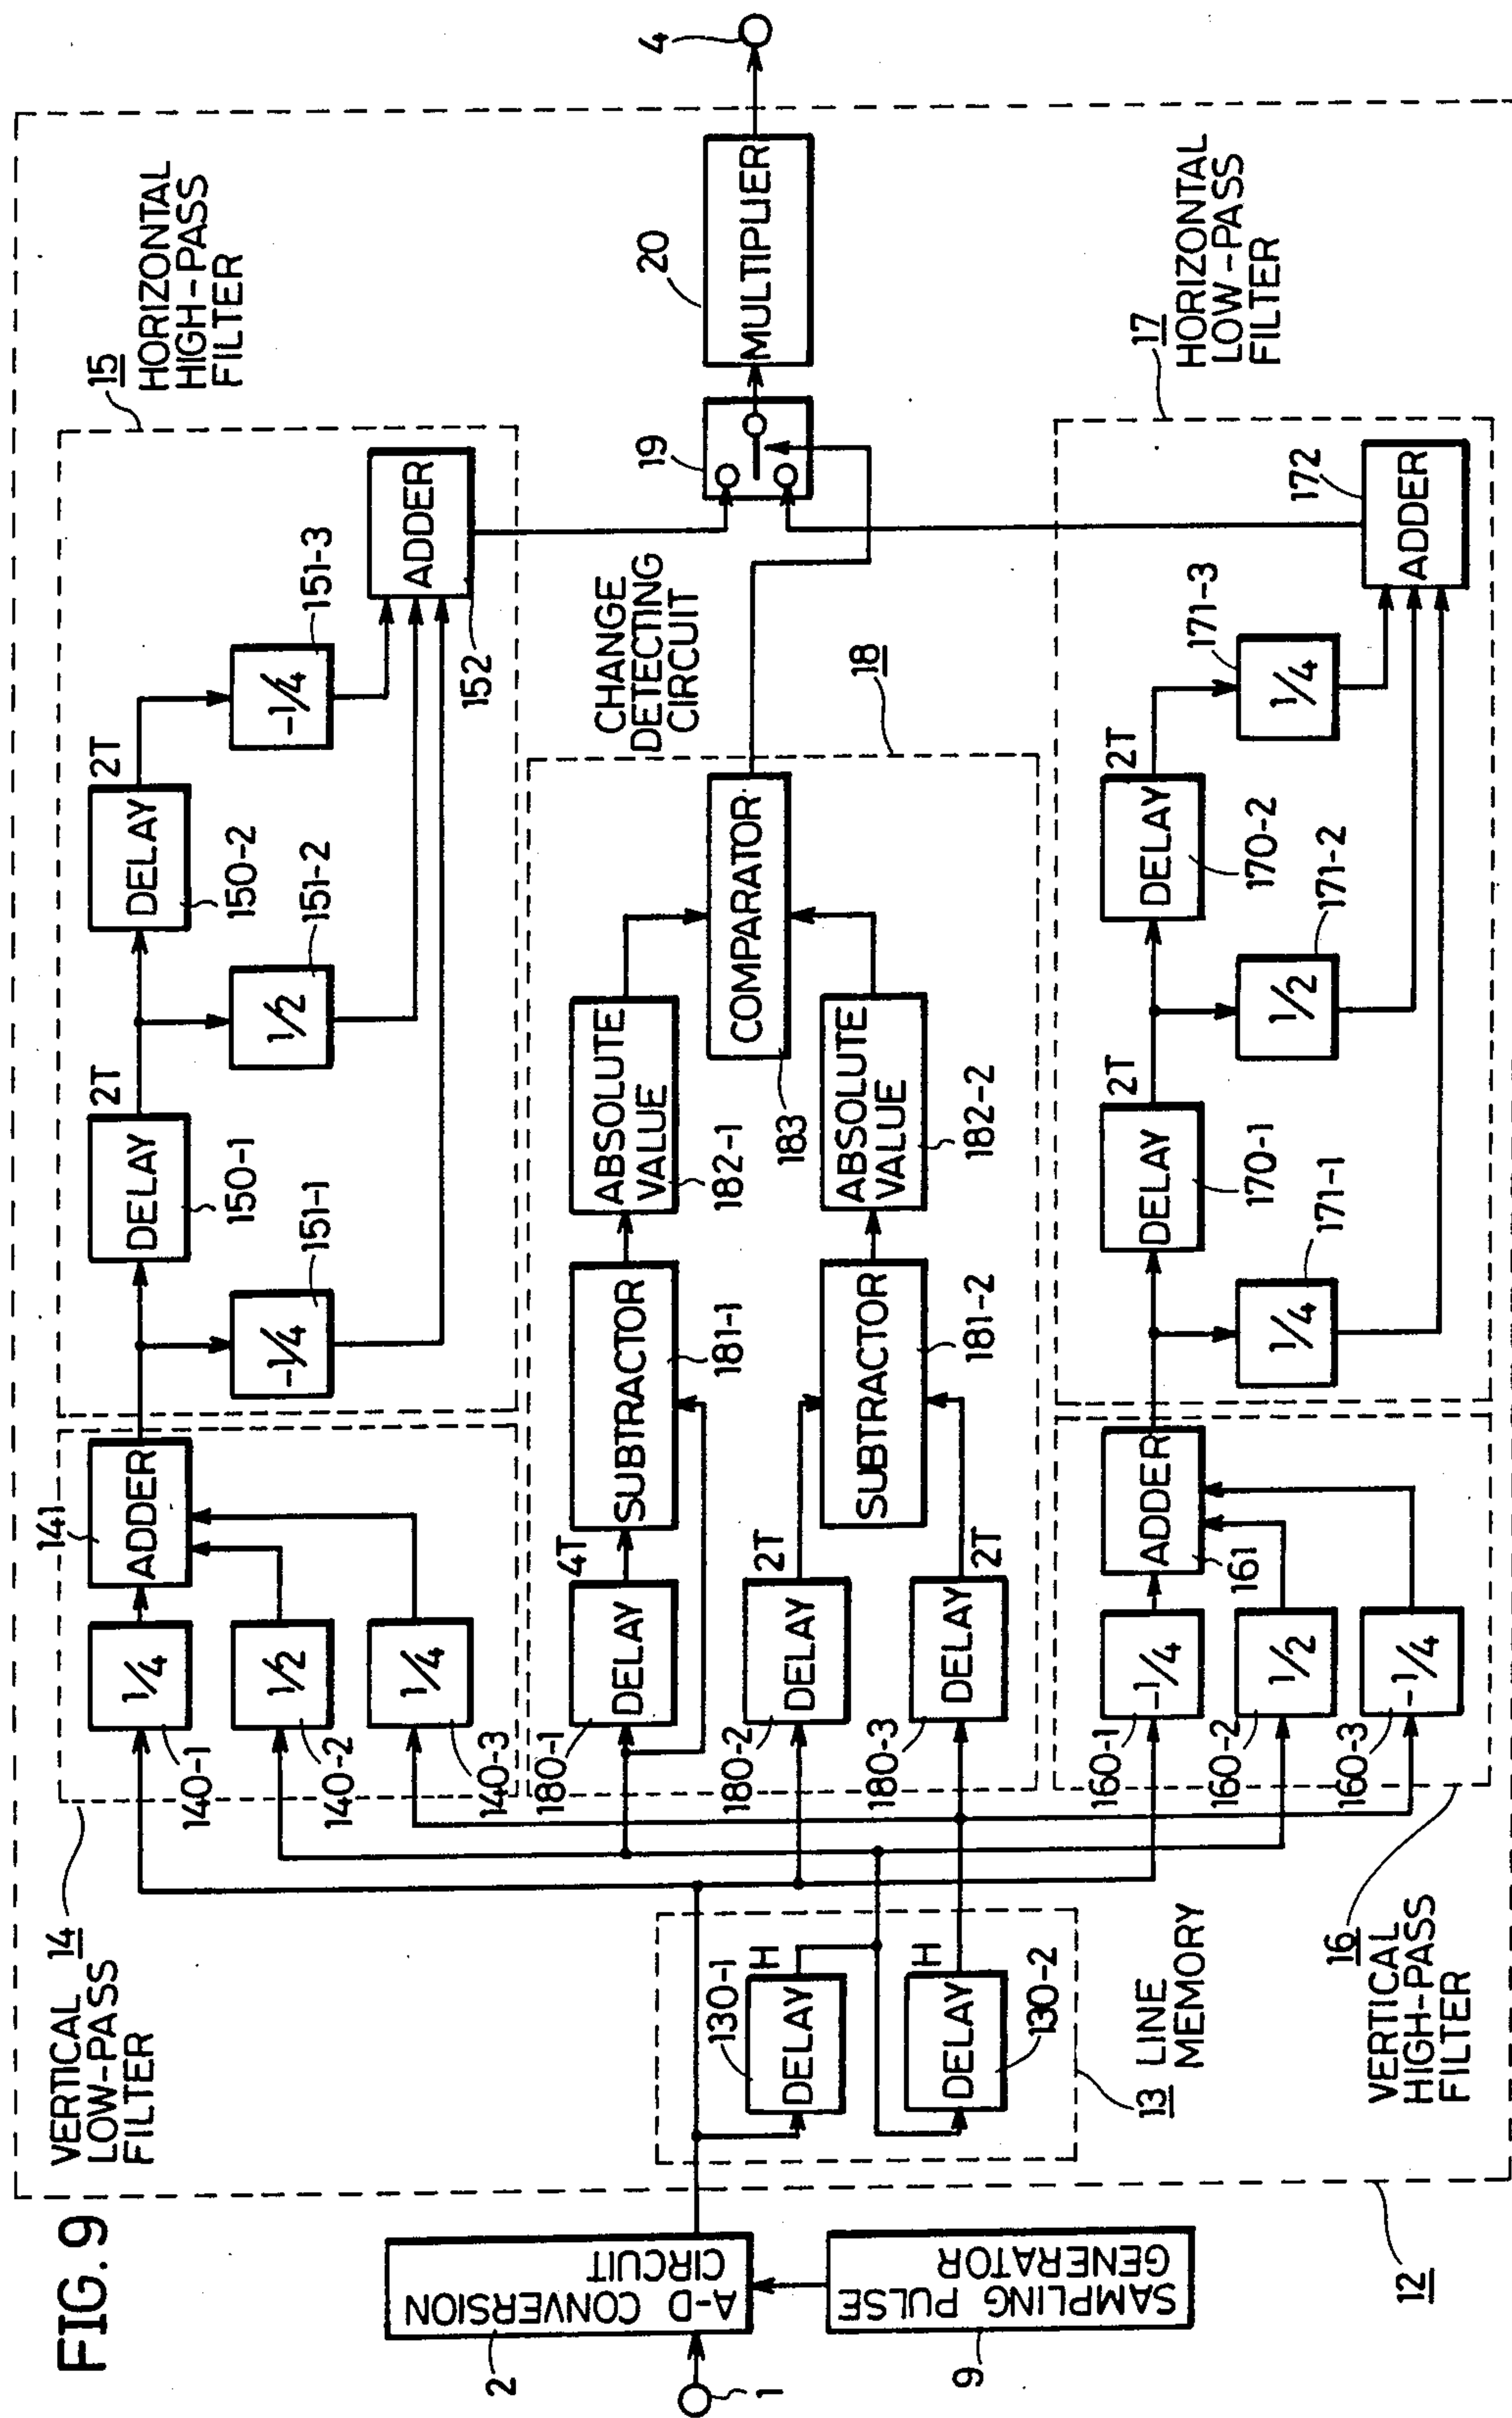 FIG. 9
1
2
A-D CONVERSION
CIRCUIT
9
SAMPLING PULSE
GENERATOR
12
14
VERTICAL
LOW-PASS
FILTER
140-1
1/4
140-2
1/2
140-3
1/4
141
ADDER
15
HORIZONTAL
HIGH-PASS
FILTER
DELAY
2T
150-1
DELAY
2T
150-2
-1/4
151-1
1/2
151-2
-1/4
151-3
ADDER
152
13 LINE
MEMORY
130-1
DELAY
H
DELAY
H
130-2
CHANGE
DETECTING
CIRCUIT
18
180-1
DELAY
4T
180-2
DELAY
2T
180-3
DELAY
2T
SUBTRACTOR
181-1
SUBTRACTOR
181-2
ABSOLUTE
VALUE
182-1
ABSOLUTE
VALUE
182-2
COMPARATOR
183
19
20
MULTIPLIER
4
16
VERTICAL
HIGH-PASS
FILTER
160-1
-1/4
160-2
1/2
160-3
-1/4
ADDER
161
17
HORIZONTAL
LOW-PASS
FILTER
DELAY
2T
170-1
DELAY
2T
170-2
1/4
171-1
1/2
171-2
1/4
171-3
ADDER
172